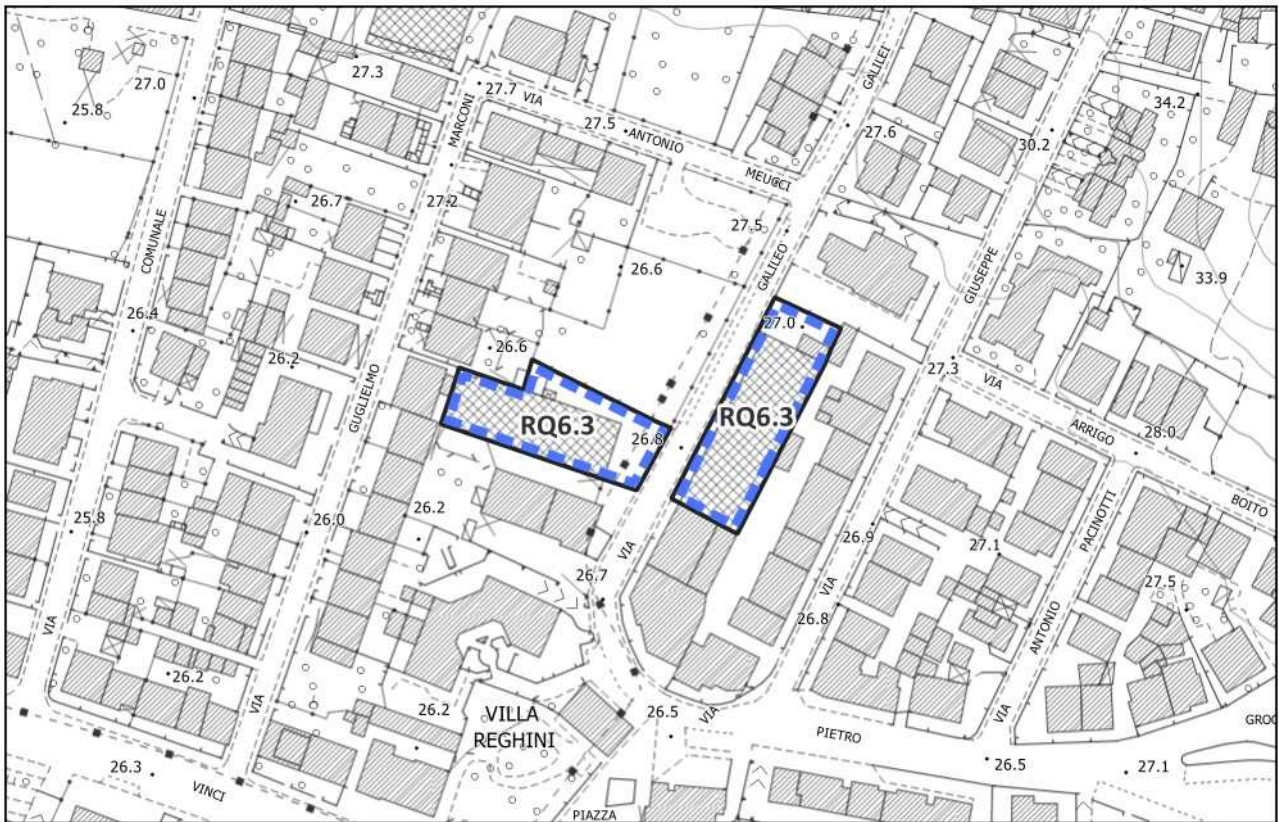 27.0
25.8
27.3
27.7
VIA
27.5
ANTONIO
MEUCCI
MARCONI
GALILEI
27.6
34.2
30.2
26.7
27.2
27.5
COMUNALE
26.6
GALILEO
GIUSEPPE
33.9
26.4
27.0
26.2
26.6
27.3
VIA
ARRIGO
28.0
BOITO
GUGLIELMO
RQ6.3
26.8
RQ6.3
PACINOTTI
25.8
26.0
26.2
26.9
27.1
VIA
26.7
VIA
26.8
27.5
ANTONIO
VIA
26.2
VIA
26.2
VILLA
REGHINI
26.5
VIA
PIETRO
VIA
GROC
26.3
VINCI
26.5
27.1
PIAZZA